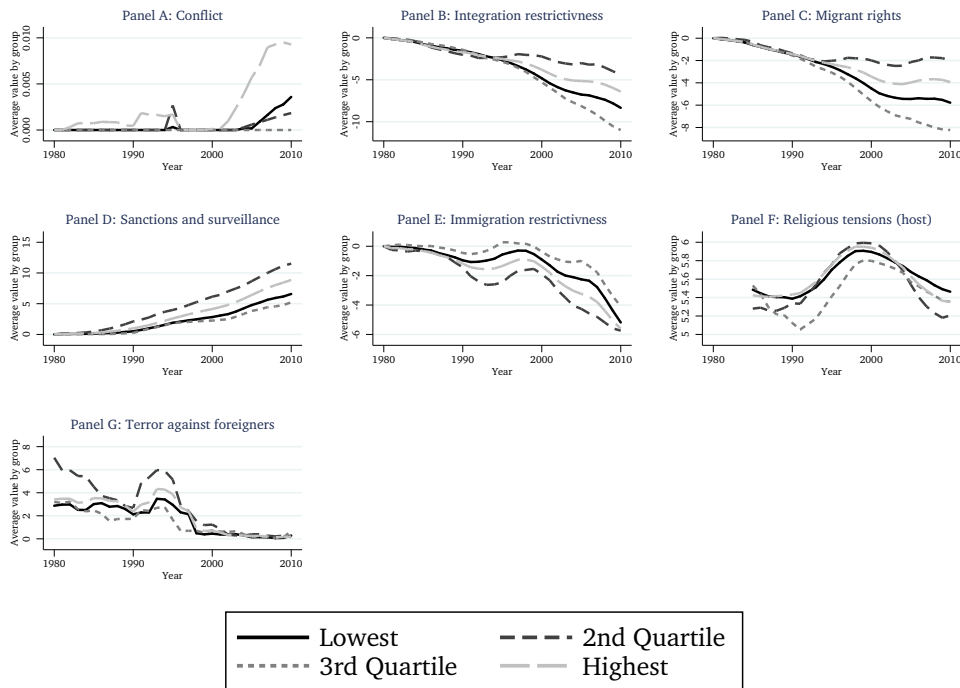 Panel A: Conflict
Average value by group
0.000 0.005 0.010
1980 1990 2000 2010
Year
Panel B: Integration restrictivness
Average value by group
-10 -5 0
1980 1990 2000 2010
Year
Panel C: Migrant rights
Average value by group
-8 -6 -4 -2 0
1980 1990 2000 2010
Year
Panel D: Sanctions and surveillance
Average value by group
0 5 10 15
1980 1990 2000 2010
Year
Panel E: Immigration restrictivness
Average value by group
-6 -4 -2 0
1980 1990 2000 2010
Year
Panel F: Religious tensions (host)
Average value by group
5 5.2 5.4 5.6 5.8 6
1980 1990 2000 2010
Year
Panel G: Terror against foreigners
Average value by group
0 2 4 6 8
1980 1990 2000 2010
Year
Lowest 2nd Quartile
3rd Quartile Highest